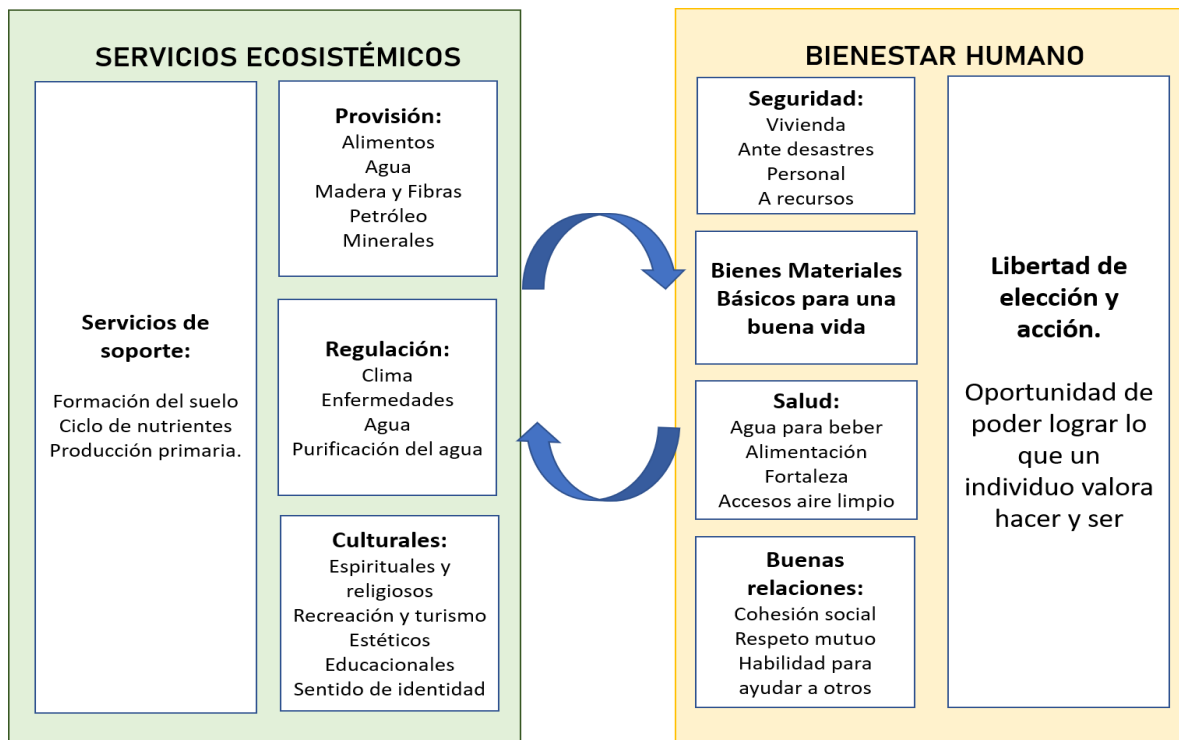 SERVICIOS ECOSISTÉMICOS
Servicios de
soporte:
Formación del suelo
Ciclo de nutrientes
Producción primaria.
Provisión:
Alimentos
Agua
Madera y Fibras
Petróleo
Minerales
Regulación:
Clima
Enfermedades
Agua
Purificación del agua
Culturales:
Espirituales y
religiosos
Recreación y turismo
Estéticos
Educacionales
Sentido de identidad
BIENESTAR HUMANO
Seguridad:
Vivienda
Ante desastres
Personal
A recursos
Bienes Materiales
Básicos para una
buena vida
Salud:
Agua para beber
Alimentación
Fortaleza
Accesos aire limpio
Buenas
relaciones:
Cohesión social
Respeto mutuo
Habilidad para
ayudar a otros
Libertad de
elección y
acción.
Oportunidad de
poder lograr lo
que un
individuo valora
hacer y ser